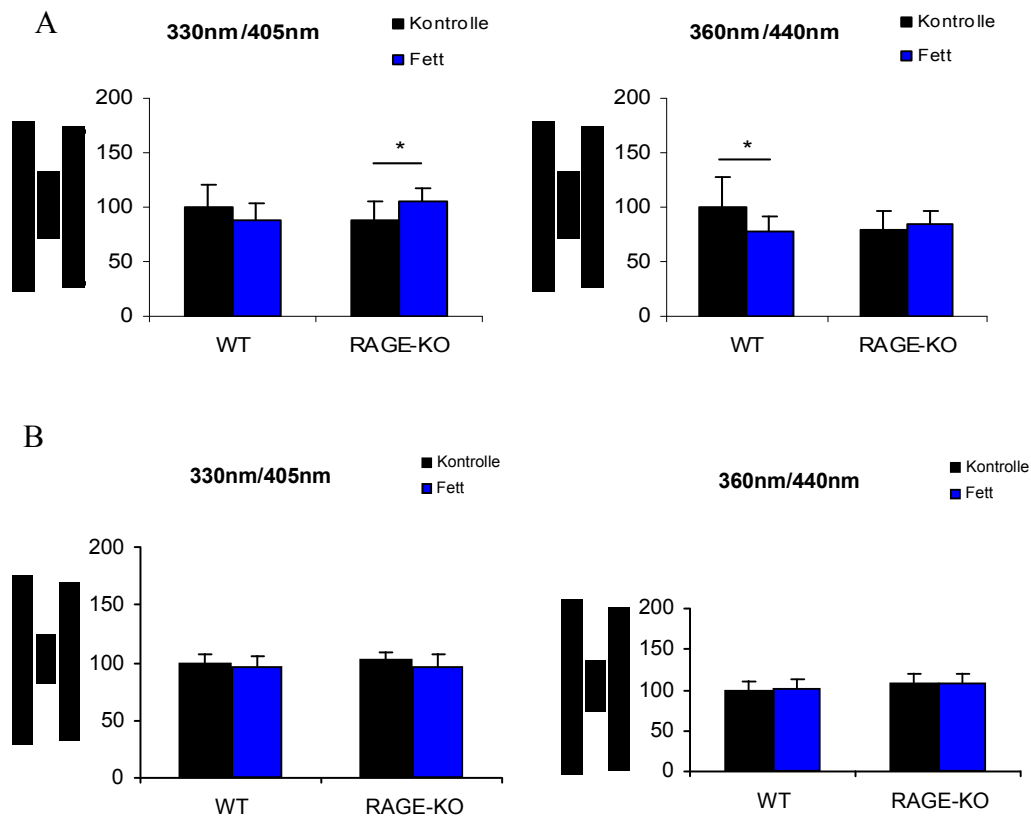 A
330nm/405nm
Kontrolle
Fett
200
150
100
50
0
*
WT
RAGE-KO
360nm/440nm
Kontrolle
Fett
200
150
100
50
0
*
WT
RAGE-KO
B
330nm/405nm
Kontrolle
Fett
200
150
100
50
0
WT
RAGE-KO
360nm/440nm
Kontrolle
Fett
200
150
100
50
0
WT
RAGE-KO